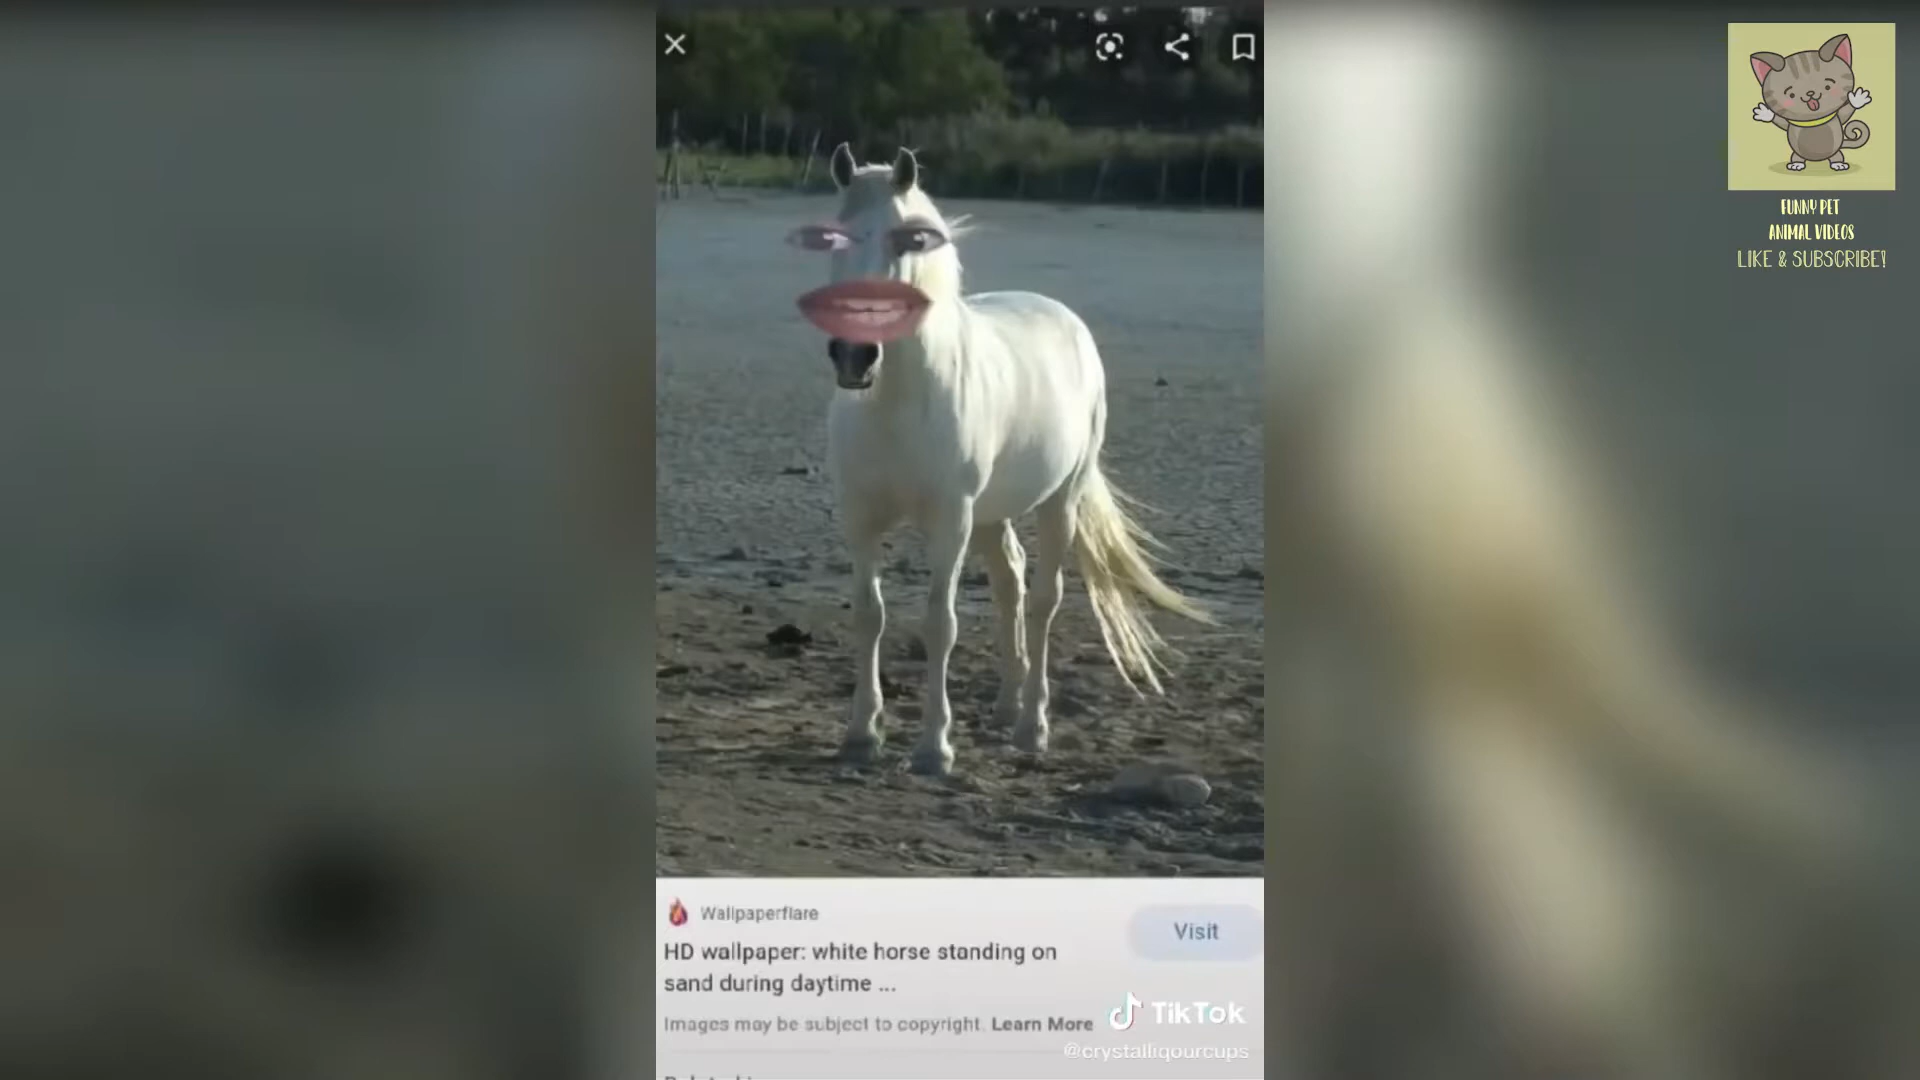 FUNNY PET
ANIMAL VIDEOS
LIKE & SUBSCRIBE!
Wallpaperflare
Visit
HD wallpaper: white horse standing on
sand during daytime ...
Images may be subject to copyright. Learn More
TikTok
@crystalliqourcups